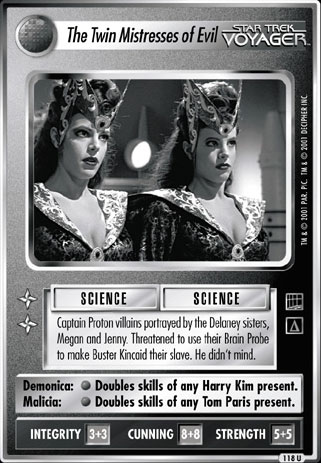 The Twin Mistresses of Evil
STAR TREK
VOYAGER
TM & © 2001 PAR. PIC. TM & © 2001 DECIPHER INC.
SCIENCE SCIENCE
Captain Proton villains portrayed by the Delaney sisters,
Megan and Jenny. Threatened to use their Brain Probe
to make Buster Kincaid their slave. He didn't mind.
Demonica: Doubles skills of any Harry Kim present.
Malicia: Doubles skills of any Tom Paris present.
INTEGRITY 3+3 CUNNING 8+8 STRENGTH 5+5
118 U